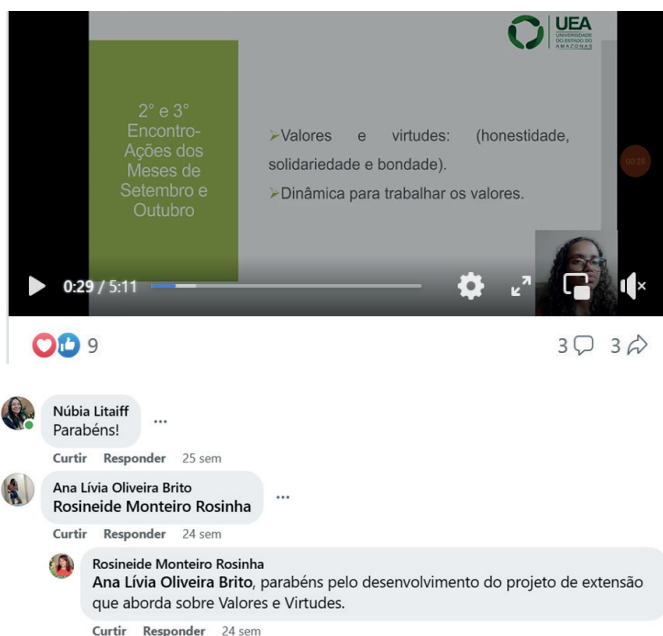 UEA
UNIVERSIDADE
DO ESTADO DO
AMAZONAS
2° e 3°
Encontro-
Ações dos
Meses de
Setembro e
Outubro
➢Valores e virtudes: (honestidade,
solidariedade e bondade).
➢Dinâmica para trabalhar os valores.
00:28
0:29 / 5:11
9
3 3
Núbia Litaiff
Parabéns!
...
Curtir Responder 25 sem
Ana Lívia Oliveira Brito
Rosineide Monteiro Rosinha
...
Curtir Responder 24 sem
Rosineide Monteiro Rosinha
Ana Lívia Oliveira Brito, parabéns pelo desenvolvimento do projeto de extensão
que aborda sobre Valores e Virtudes.
Curtir Responder 24 sem